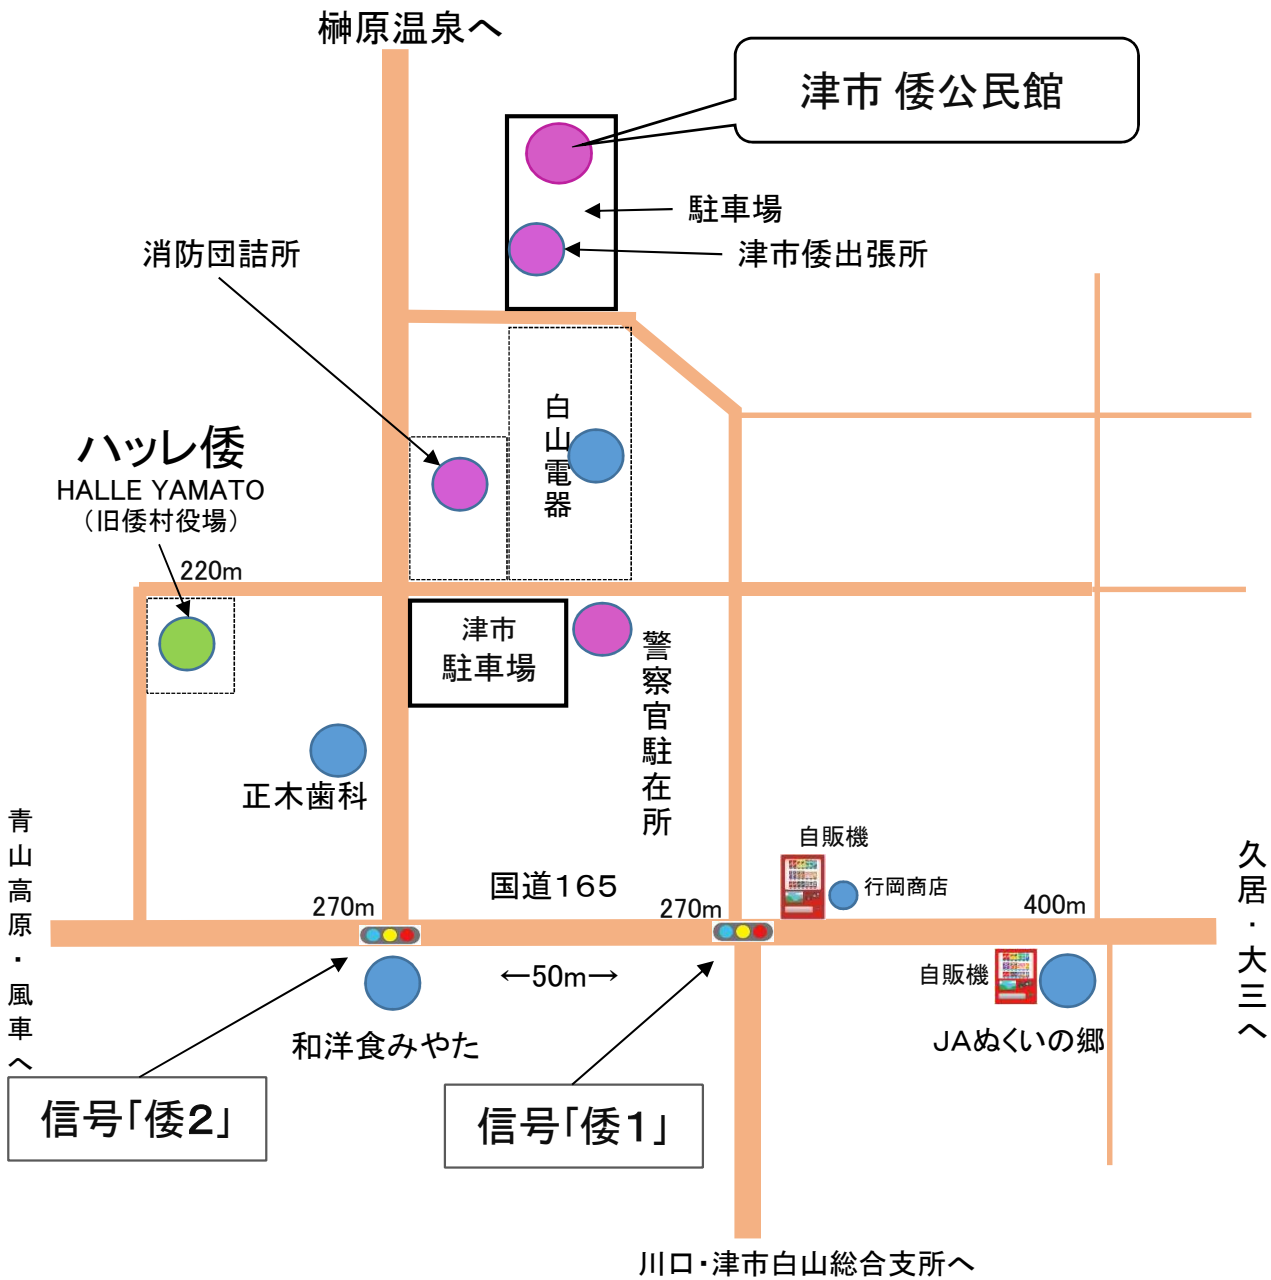 榊原温泉へ
津市 倭公民館
駐車場
津市倭出張所
消防団詰所
白山電器
ハッレ倭
HALLE YAMATO
（旧倭村役場）
220m
津市
駐車場
警察官駐在所
正木歯科
青山高原・風車へ
自販機
行岡商店
久居・大三へ
国道165
270m
270m
400m
←50m→
自販機
和洋食みやた
JAぬくいの郷
信号「倭2」
信号「倭1」
川口・津市白山総合支所へ